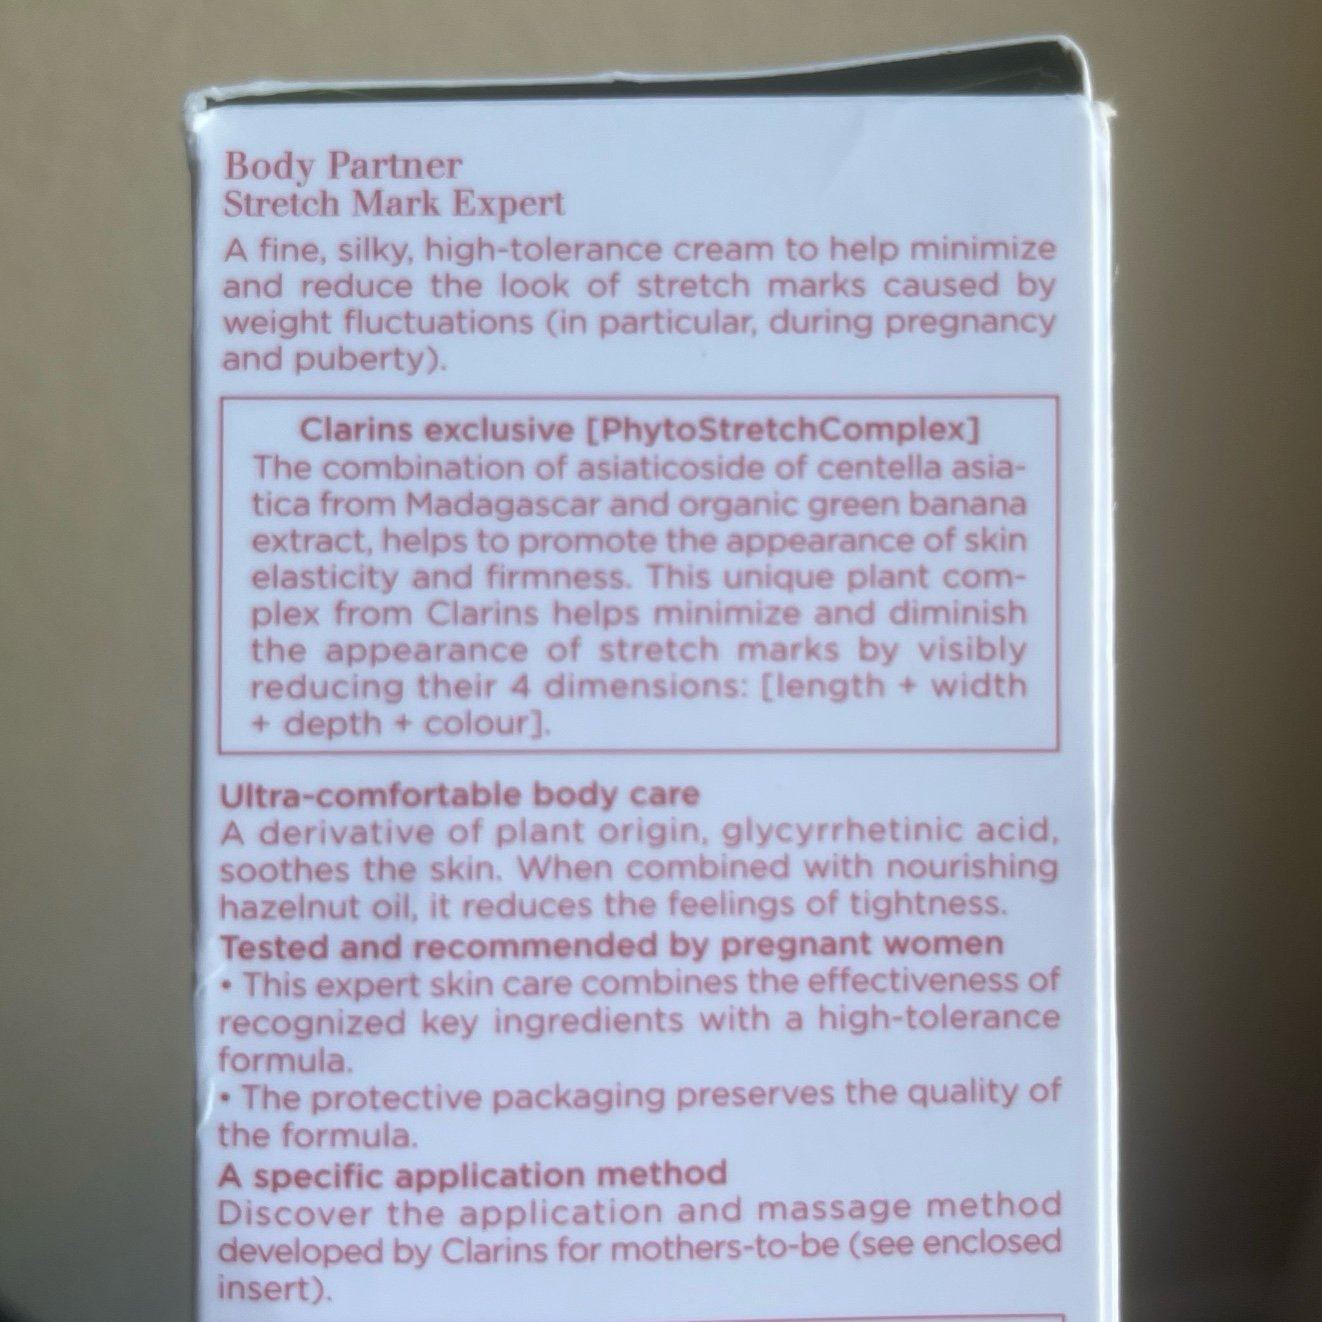 Body Partner
Stretch Mark Expert
A fine, silky, high-tolerance cream to help minimize
and reduce the look of stretch marks caused by
weight fluctuations (in particular, during pregnancy
and puberty).
Clarins exclusive [PhytoStretchComplex]
The combination of asiaticoside of centella asia-
tica from Madagascar and organic green banana
extract, helps to promote the appearance of skin
elasticity and firmness. This unique plant com-
plex from Clarins helps minimize and diminish
the appearance of stretch marks by visibly
reducing their 4 dimensions: [length + width
+ depth + colour].
Ultra-comfortable body care
A derivative of plant origin, glycyrrhetinic acid,
soothes the skin. When combined with nourishing
hazelnut oil, it reduces the feelings of tightness.
Tested and recommended by pregnant women
• This expert skin care combines the effectiveness of
recognized key ingredients with a high-tolerance
formula.
• The protective packaging preserves the quality of
the formula.
A specific application method
Discover the application and massage method
developed by Clarins for mothers-to-be (see enclosed
insert).